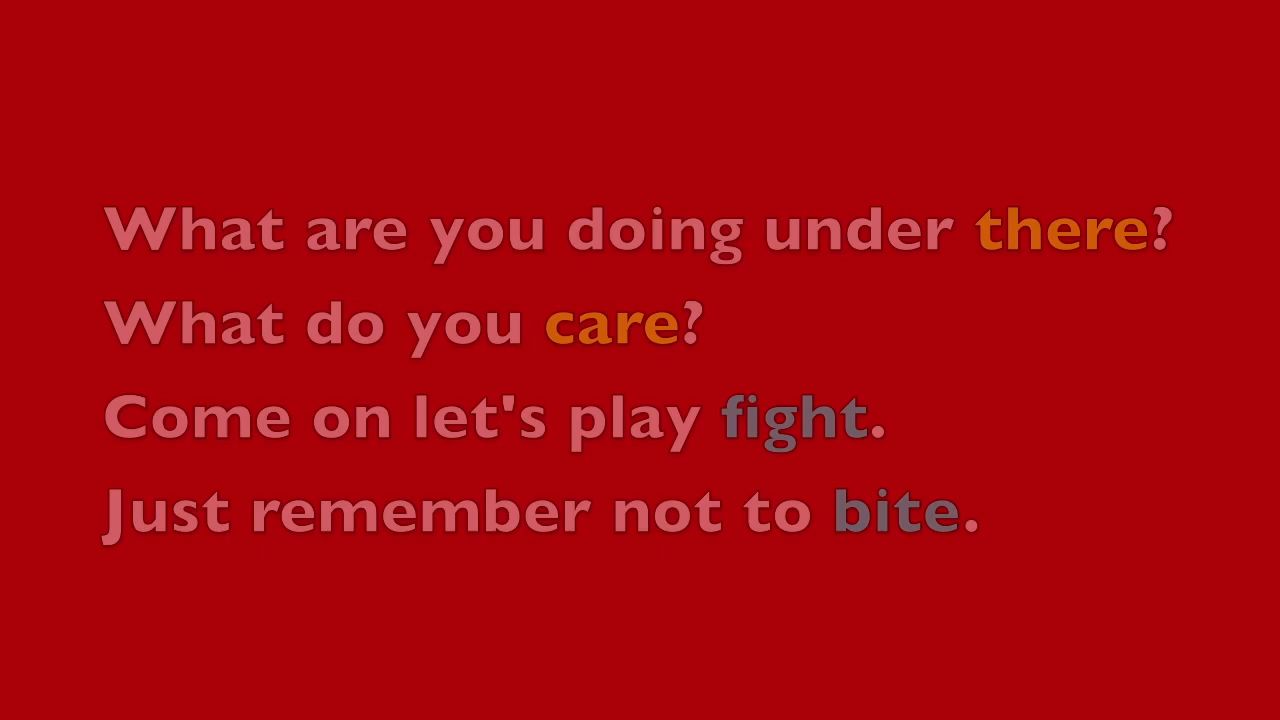 What are you doing under there?
What do you care?
Come on let's play fight.
Just remember not to bite.